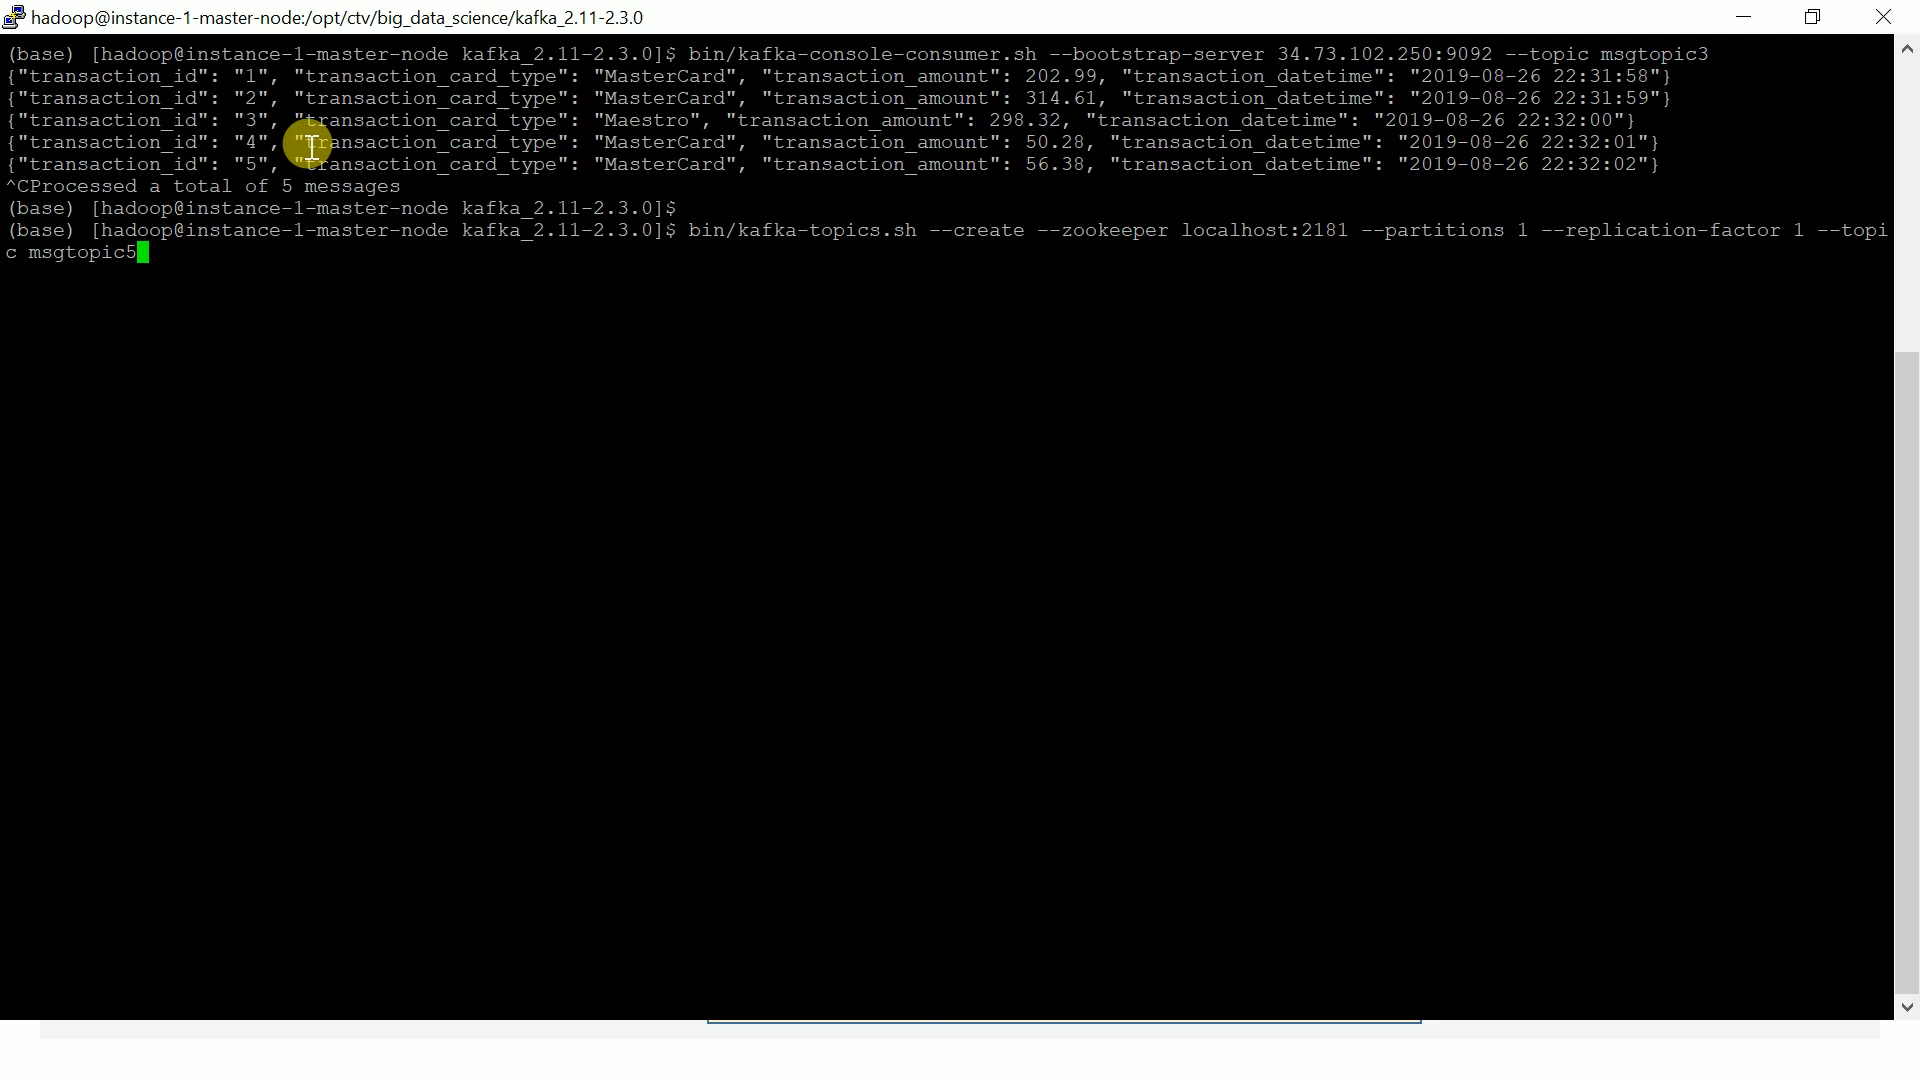 hadoop@instance-1-master-node:/opt/ctv/big_data_science/kafka_2.11-2.3.0
(base) [hadoop@instance-1-master-node kafka_2.11-2.3.0]$ bin/kafka-console-consumer.sh --bootstrap-server 34.73.102.250:9092 --topic msgtopic3
{"transaction_id": "1", "transaction_card_type": "MasterCard", "transaction_amount": 202.99, "transaction_datetime": "2019-08-26 22:31:58"}
{"transaction_id": "2", "transaction_card_type": "MasterCard", "transaction_amount": 314.61, "transaction_datetime": "2019-08-26 22:31:59"}
{"transaction_id": "3", "transaction_card_type": "Maestro", "transaction_amount": 298.32, "transaction_datetime": "2019-08-26 22:32:00"}
{"transaction_id": "4", "transaction_card_type": "MasterCard", "transaction_amount": 50.28, "transaction_datetime": "2019-08-26 22:32:01"}
{"transaction_id": "5", "transaction_card_type": "MasterCard", "transaction_amount": 56.38, "transaction_datetime": "2019-08-26 22:32:02"}
^CProcessed a total of 5 messages
(base) [hadoop@instance-1-master-node kafka_2.11-2.3.0]$
(base) [hadoop@instance-1-master-node kafka_2.11-2.3.0]$ bin/kafka-topics.sh --create --zookeeper localhost:2181 --partitions 1 --replication-factor 1 --topi
c msgtopic5